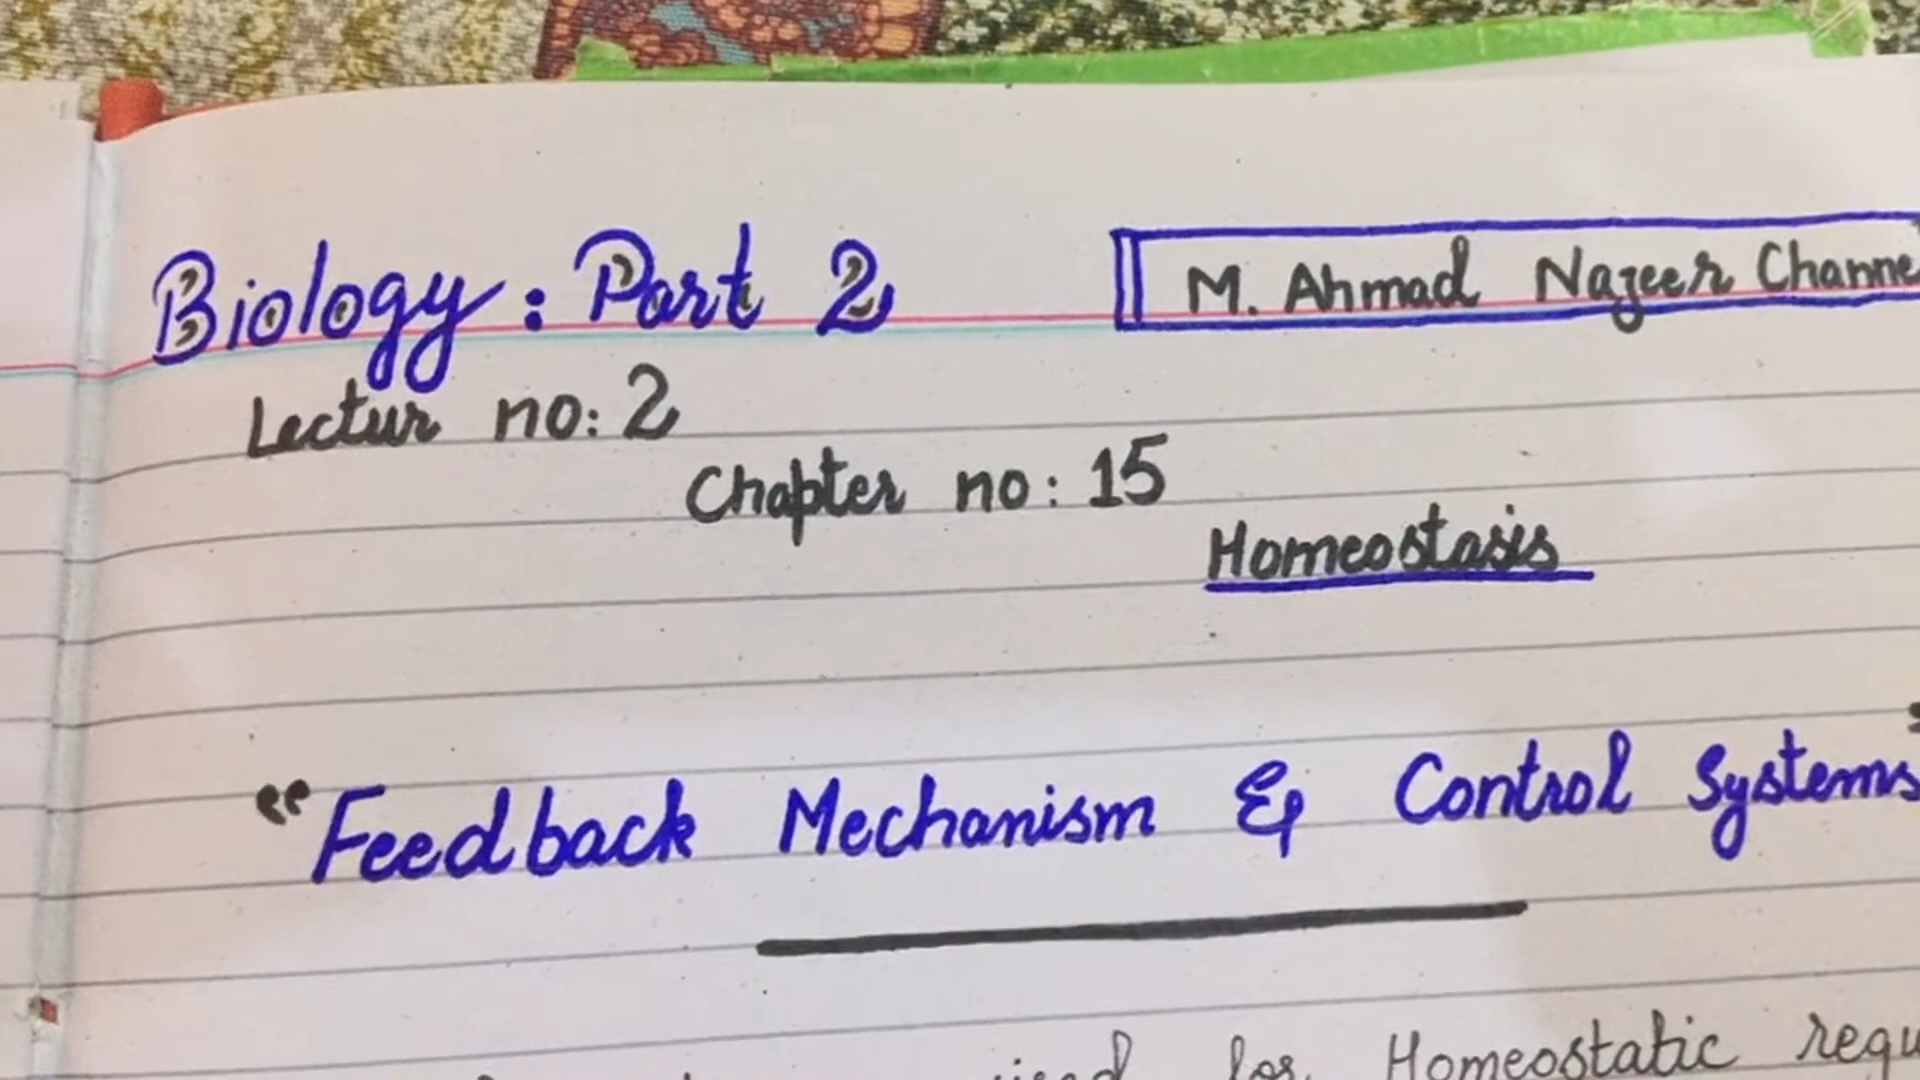 Biology: Part 2
M. Ahmad Nazeer Channe
Lectur no: 2
Chapter no: 15
Homeostasis
“Feedback Mechanism & Control Systems”
for Homeostatic requ